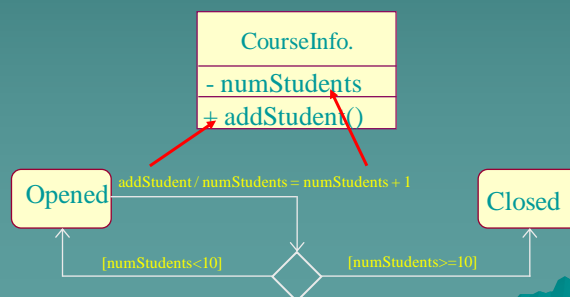 CourseInfo.
- numStudents
+ addStudent()
addStudent / numStudents = numStudents + 1
Opened
Closed
[numStudents<10]
[numStudents>=10]